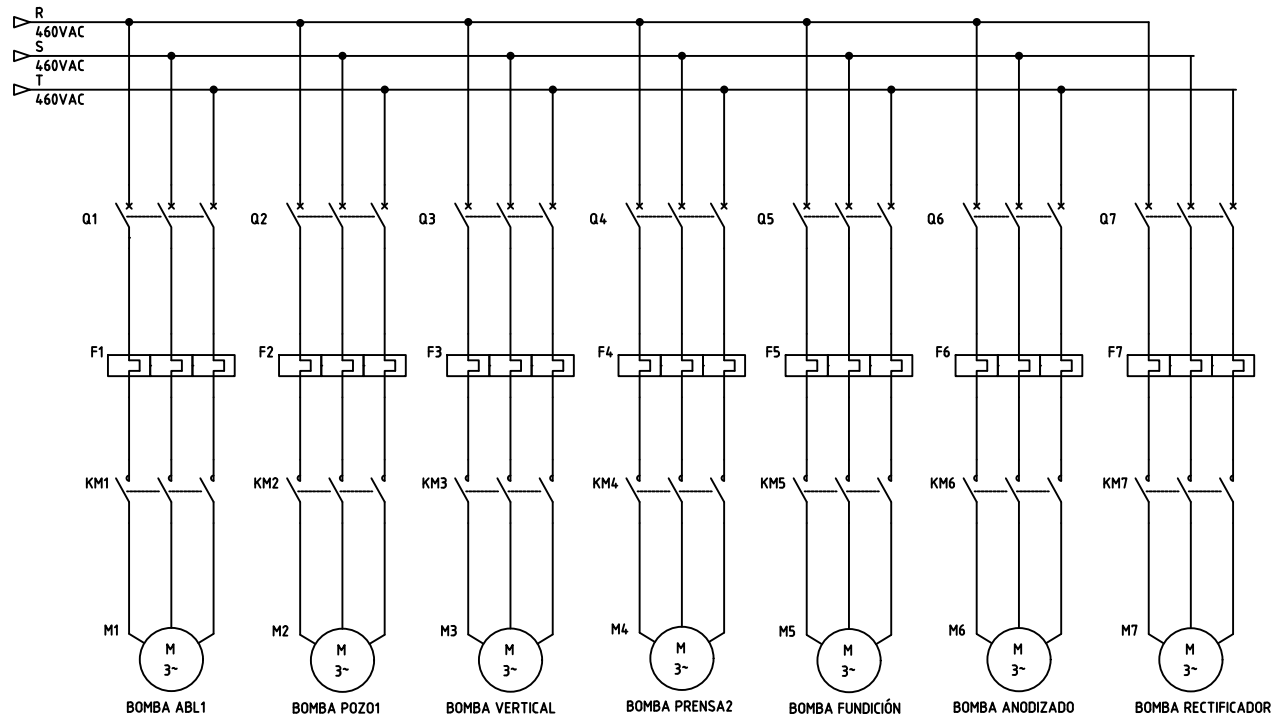 R
460VAC
S
460VAC
T
460VAC
Q1 Q2 Q3 Q4 Q5 Q6 Q7
F1 F2 F3 F4 F5 F6 F7
KM1 KM2 KM3 KM4 KM5 KM6 KM7
M1 M2 M3 M4 M5 M6 M7
M M M M M M M
3~ 3~ 3~ 3~ 3~ 3~ 3~
BOMBA ABL1 BOMBA POZO1 BOMBA VERTICAL BOMBA PRENSA2 BOMBA FUNDICIÓN BOMBA ANODIZADO BOMBA RECTIFICADOR